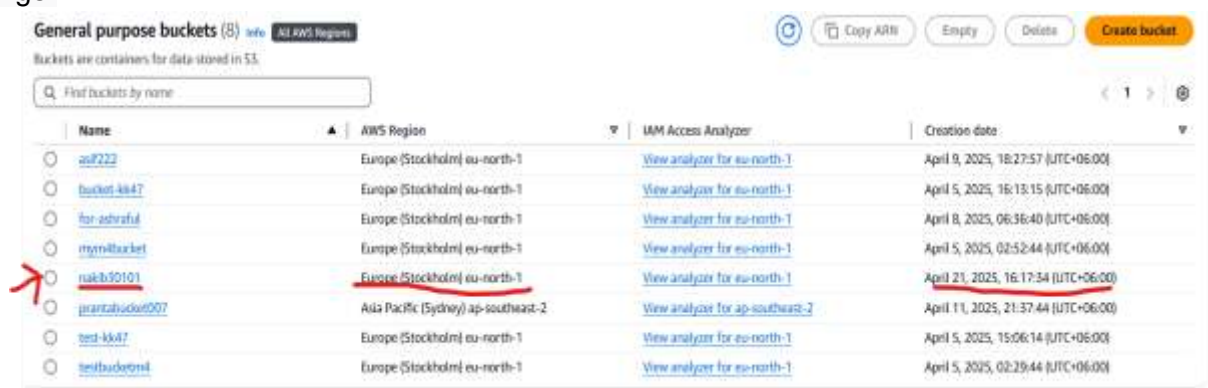 General purpose buckets (8) Info All AWS Regions
Copy ARN Empty Delete Create bucket
Buckets are containers for data stored in S3.
Find buckets by name
1
Name AWS Region IAM Access Analyzer Creation date
asif222 Europe (Stockholm) eu-north-1 View analyzer for eu-north-1 April 9, 2025, 18:27:57 (UTC+06:00)
bucket-kk47 Europe (Stockholm) eu-north-1 View analyzer for eu-north-1 April 5, 2025, 16:13:15 (UTC+06:00)
for-ashraful Europe (Stockholm) eu-north-1 View analyzer for eu-north-1 April 8, 2025, 06:36:40 (UTC+06:00)
mym4bucket Europe (Stockholm) eu-north-1 View analyzer for eu-north-1 April 5, 2025, 02:52:44 (UTC+06:00)
nakib30101 Europe (Stockholm) eu-north-1 View analyzer for eu-north-1 April 21, 2025, 16:17:34 (UTC+06:00)
prantabucket007 Asia Pacific (Sydney) ap-southeast-2 View analyzer for ap-southeast-2 April 11, 2025, 21:37:44 (UTC+06:00)
test-kk47 Europe (Stockholm) eu-north-1 View analyzer for eu-north-1 April 5, 2025, 15:06:14 (UTC+06:00)
testbucketm4 Europe (Stockholm) eu-north-1 View analyzer for eu-north-1 April 5, 2025, 02:29:44 (UTC+06:00)